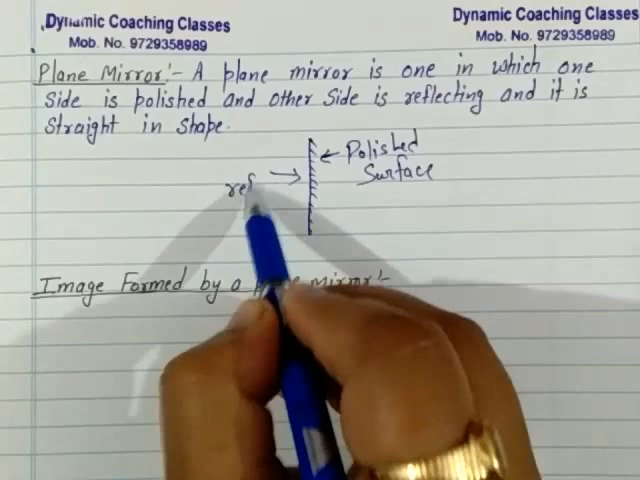 Dynamic Coaching Classes
Mob. No. 9729358989
Dynamic Coaching Classes
Mob. No. 9729358989
Plane Mirror:- A plane mirror is one in which one
Side is polished and other Side is reflecting and it is
Straight in Shape.
Polished
Surface
ref
Image Formed by a mirror:-